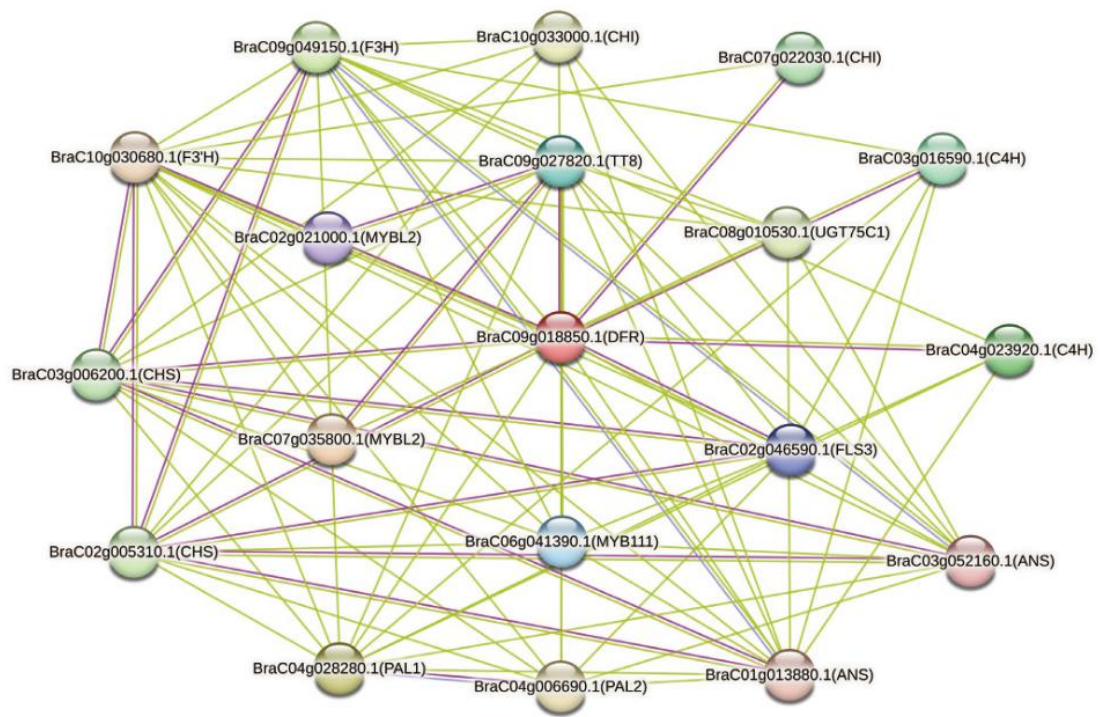 BraC10g033000.1(CHI)
BraC09g049150.1(F3H)
BraC07g022030.1(CHI)
BraC10g030680.1(F3'H)
BraC09g027820.1(TT8)
BraC03g016590.1(C4H)
BraC02g021000.1(MYBL2)
BraC08g010530.1(UGT75C1)
BraC09g018850.1(DFR)
BraC04g023920.1(C4H)
BraC03g006200.1(CHS)
BraC07g035800.1(MYBL2)
BraC02g046590.1(FLS3)
BraC06g041390.1(MYB111)
BraC02g005310.1(CHS)
BraC03g052160.1(ANS)
BraC04g028280.1(PAL1)
BraC04g006690.1(PAL2)
BraC01g013880.1(ANS)